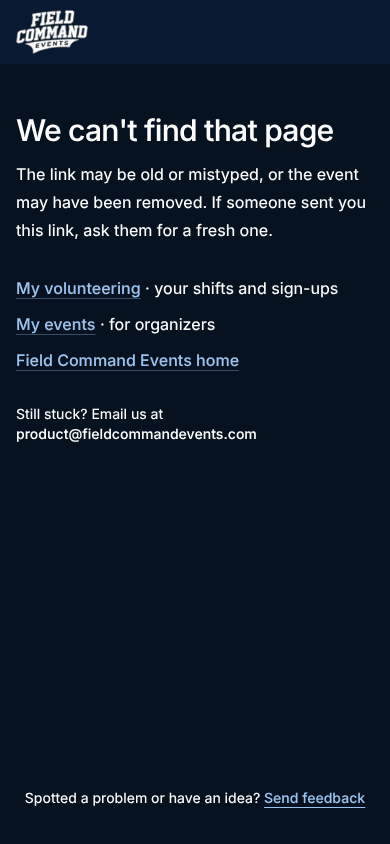 FIELD
COMMAND
EVENTS
We can't find that page
The link may be old or mistyped, or the event
may have been removed. If someone sent you
this link, ask them for a fresh one.
My volunteering · your shifts and sign-ups
My events · for organizers
Field Command Events home
Still stuck? Email us at
product@fieldcommandevents.com
Spotted a problem or have an idea? Send feedback